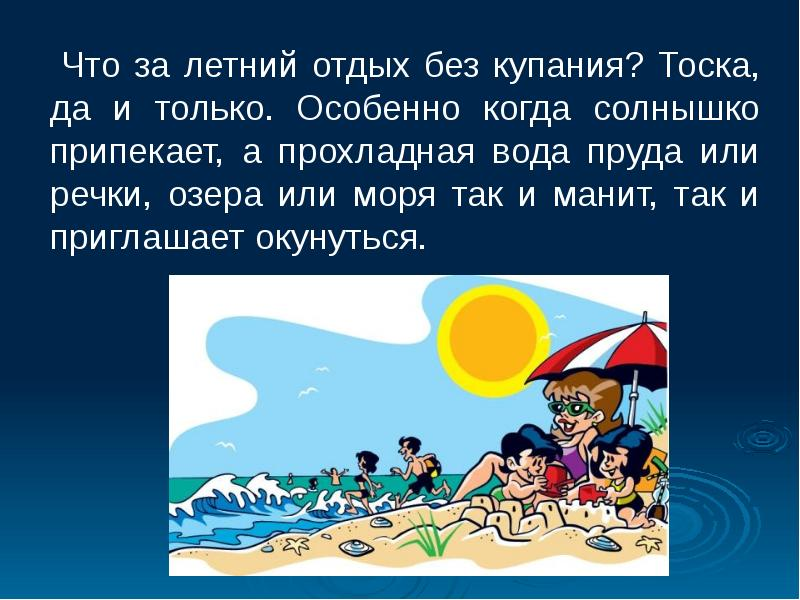 Что за летний отдых без купания? Тоска,
да и только. Особенно когда солнышко
припекает, а прохладная вода пруда или
речки, озера или моря так и манит, так и
приглашает окунуться.